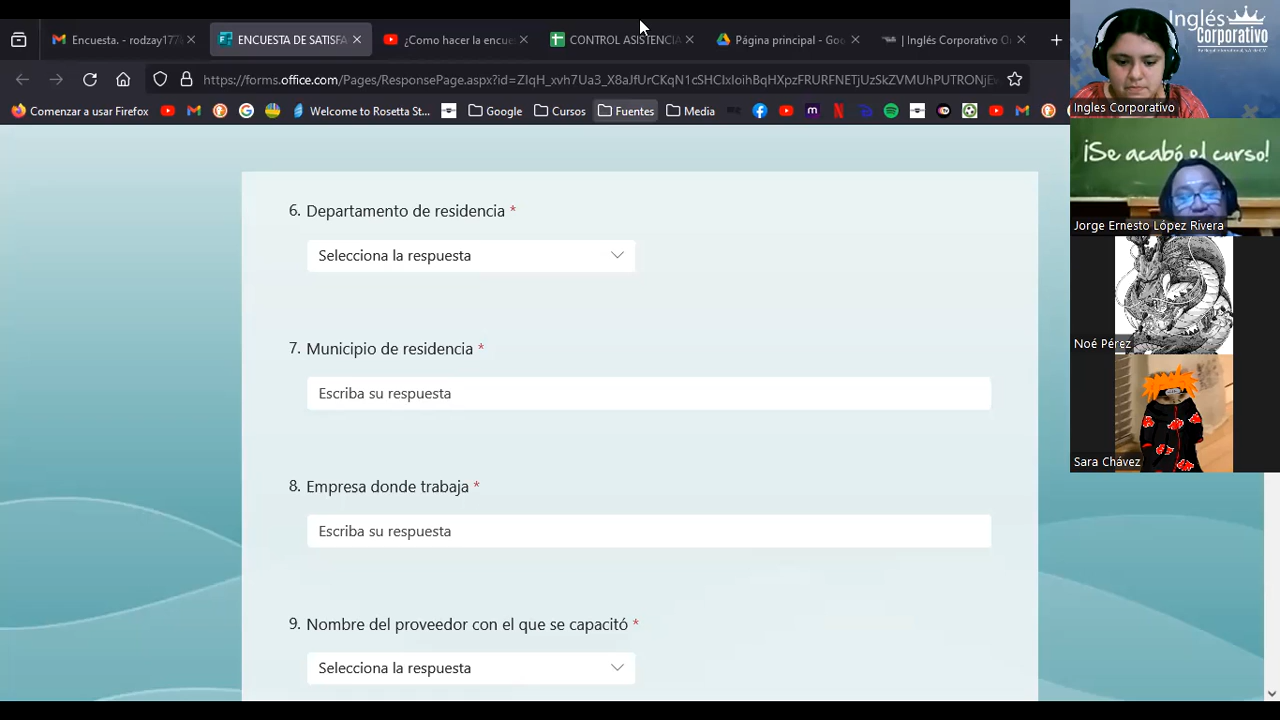 Encuesta. - rodzay177
ENCUESTA DE SATISFA
¿Como hacer la en
CONTROL ASISTENCIA
Página principal - Goo
| Inglés Corporativo O
https://forms.office.com/Pages/ResponsePage.aspx?id=
Comenzar a usar Firefox
Welcome to Rosetta St...
Google
Cursos
Fuentes
Media
6. Departamento de residencia *
Selecciona la respuesta
7. Municipio de residencia *
Escriba su respuesta
8. Empresa donde trabaja *
Escriba su respuesta
9. Nombre del proveedor con el que se capacitó *
Selecciona la respuesta
Inglés
Corporativo
Ingles Corporativo
¡Se acabó el curso!
Jorge Ernesto López Rivera
Noé Pérez
Sara Chávez